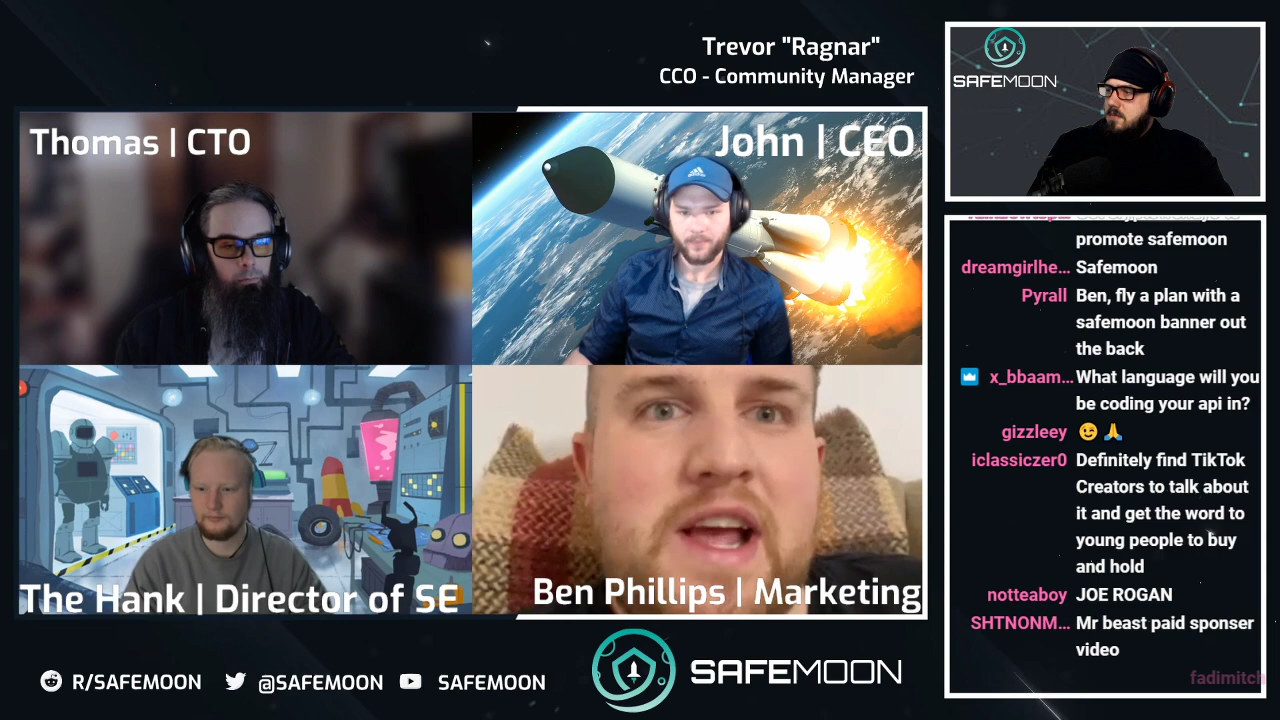 Trevor "Ragnar"
CCO - Community Manager
SAFEMOON
Thomas | CTO
John | CEO
The Hank | Director of SE
Ben Phillips | Marketing
promote safemoon
dreamgirlhe... Safemoon
Pyrall Ben, fly a plan with a
safemoon banner out
the back
x_bbaam... What language will you
be coding your api in?
gizzleey 😉 🙏
iclassiczer0 Definitely find TikTok
Creators to talk about
it and get the word to
young people to buy
and hold
notteaboy JOE ROGAN
SHTNONM... Mr beast paid sponser
video
fadimitch
R/SAFEMOON @SAFEMOON SAFEMOON
SAFEMOON